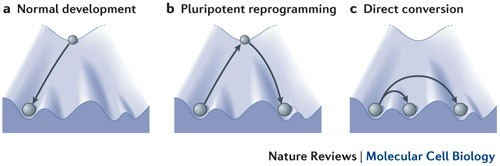 a Normal development
b Pluripotent reprogramming
c Direct conversion
Nature Reviews | Molecular Cell Biology